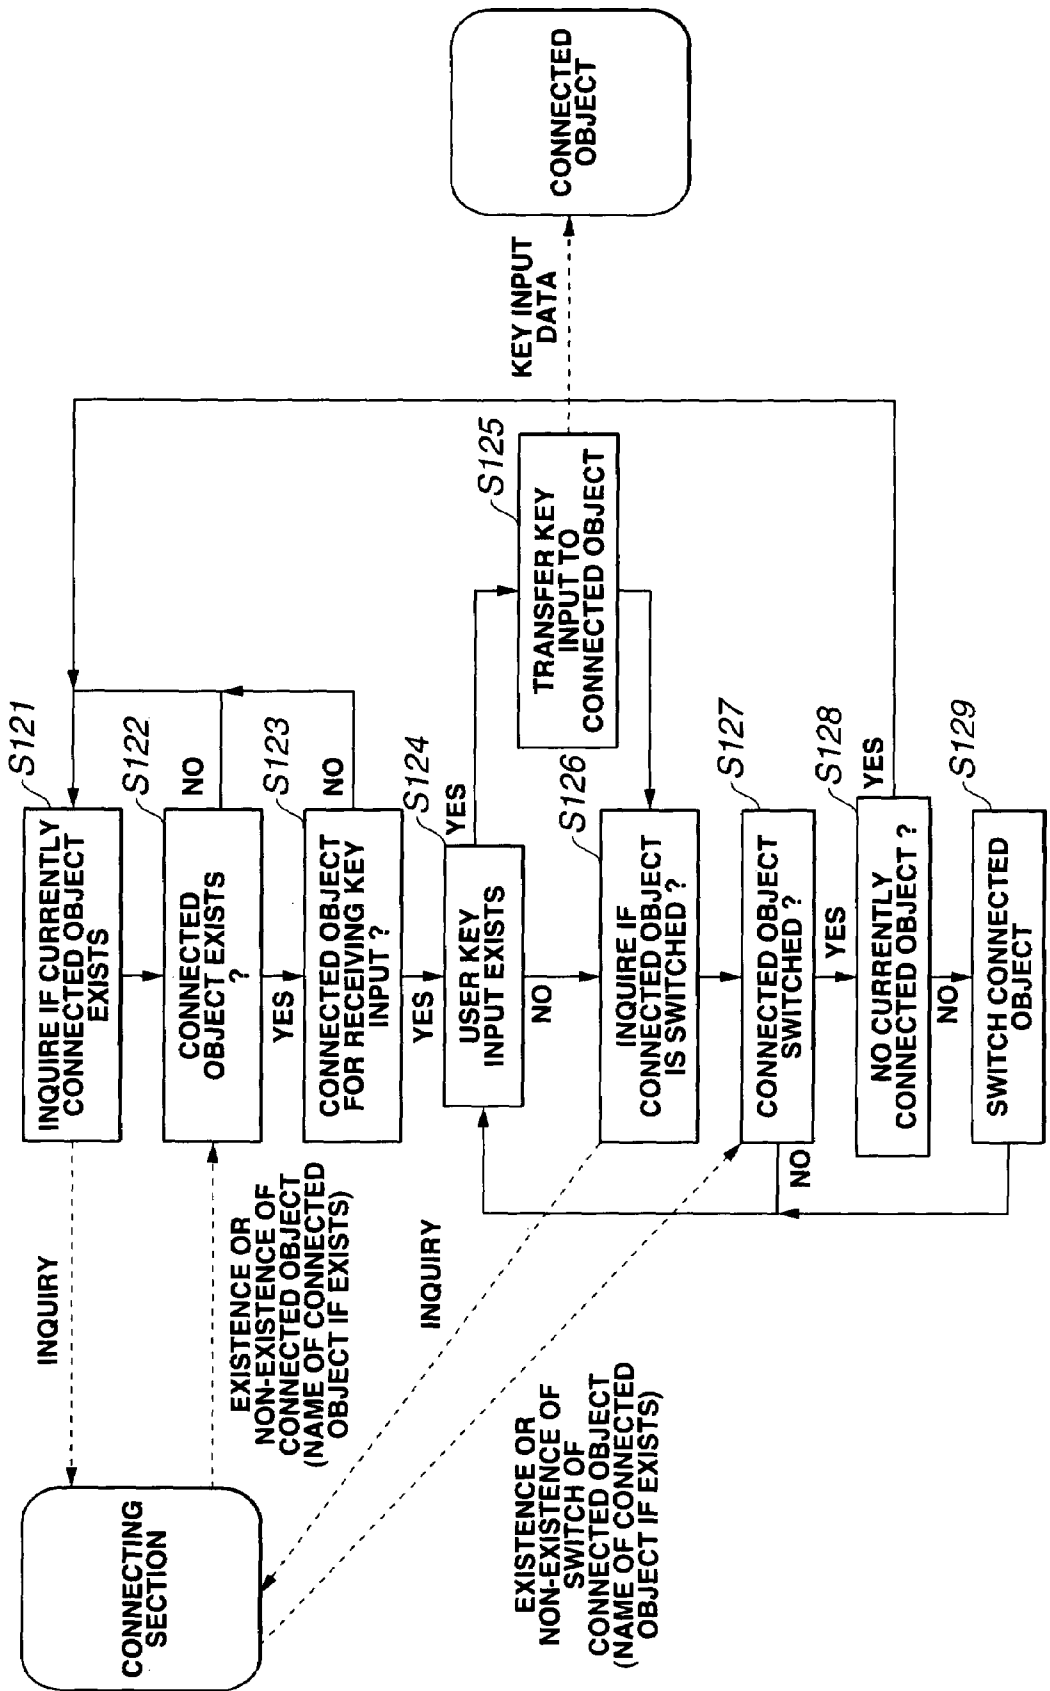 S121
INQUIRE IF CURRENTLY
CONNECTED OBJECT
EXISTS
INQUIRY
CONNECTING
SECTION
S122
CONNECTED
OBJECT EXISTS
?
NO
YES
EXISTENCE OR
NON-EXISTENCE OF
CONNECTED OBJECT
(NAME OF CONNECTED
OBJECT IF EXISTS)
S123
CONNECTED OBJECT
FOR RECEIVING KEY
INPUT ?
NO
YES
S124
USER KEY
INPUT EXISTS
YES
NO
S125
TRANSFER KEY
INPUT TO
CONNECTED OBJECT
KEY INPUT
DATA
CONNECTED
OBJECT
S126
INQUIRE IF
CONNECTED OBJECT
IS SWITCHED ?
INQUIRY
S127
CONNECTED OBJECT
SWITCHED ?
NO
YES
EXISTENCE OR
NON-EXISTENCE OF
SWITCH OF
CONNECTED OBJECT
(NAME OF CONNECTED
OBJECT IF EXISTS)
S128
NO CURRENTLY
CONNECTED OBJECT ?
YES
NO
S129
SWITCH CONNECTED
OBJECT